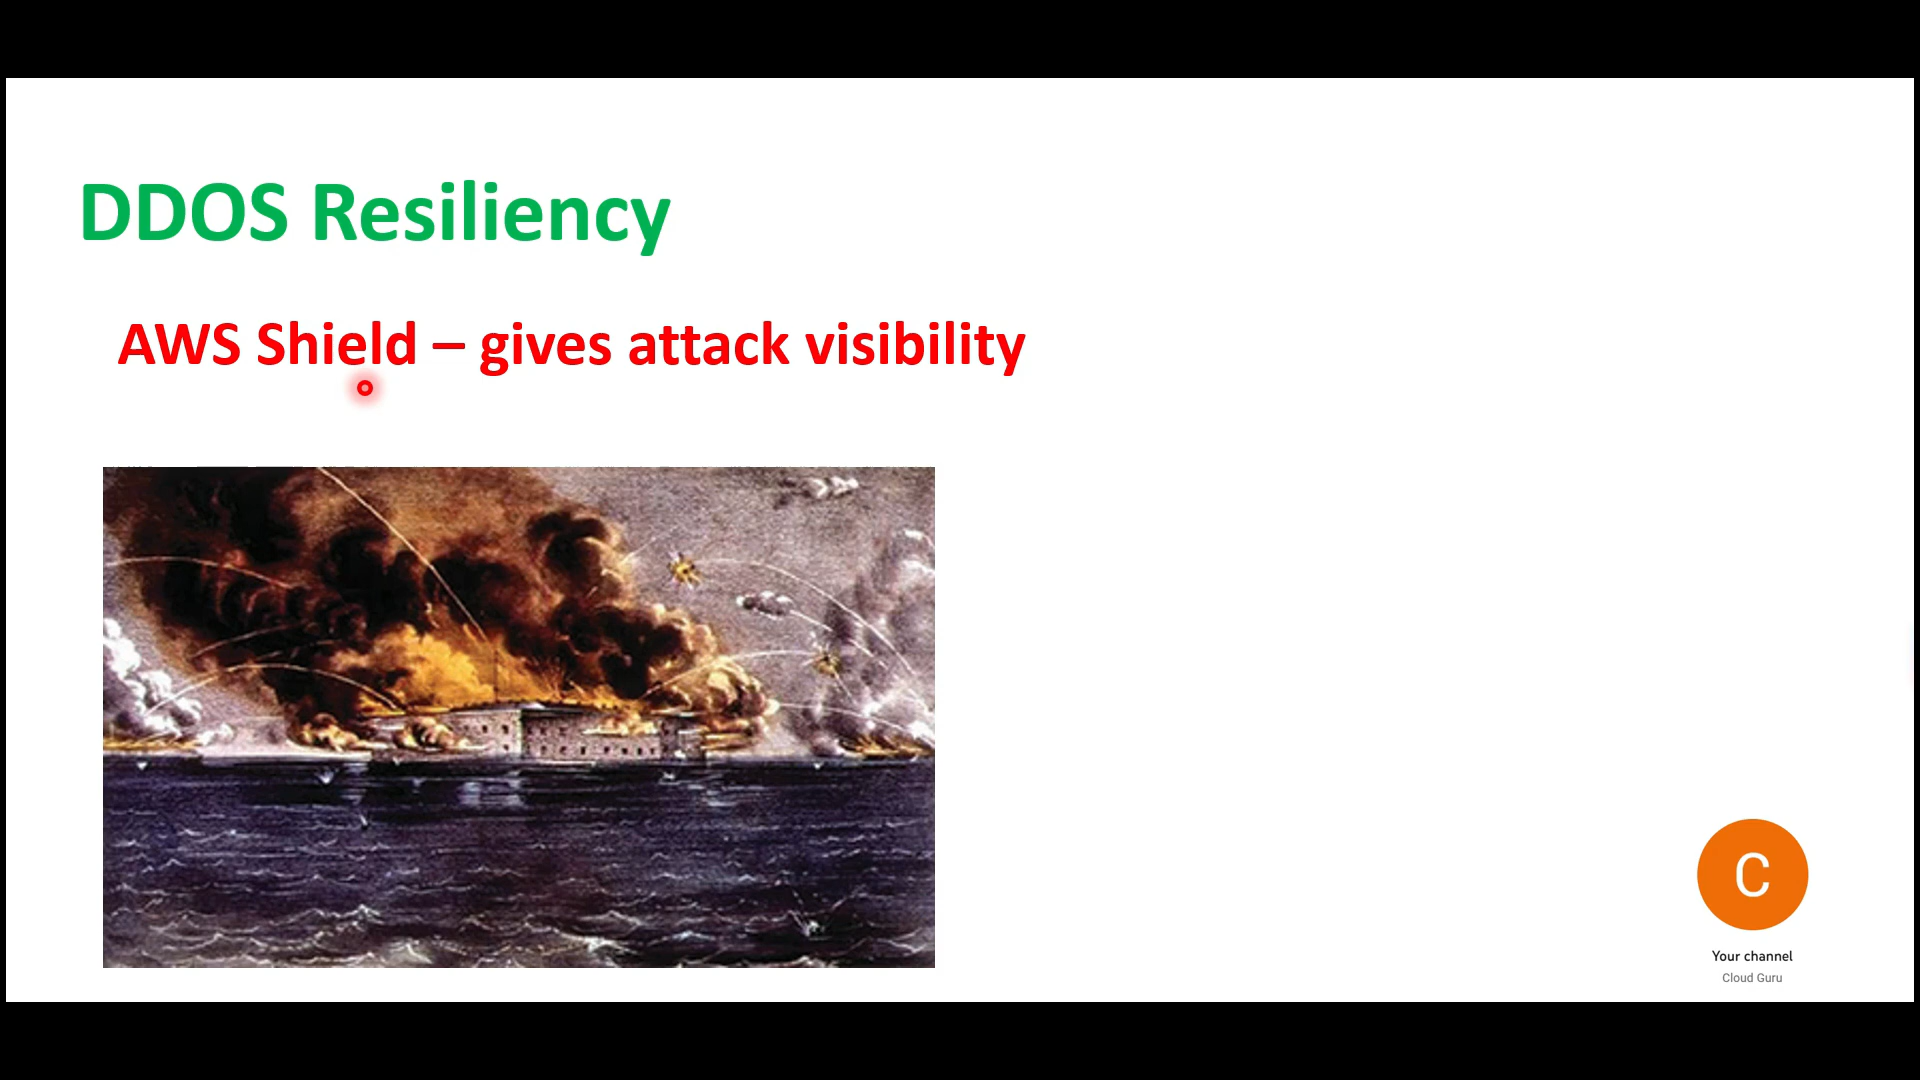 DDOS Resiliency
AWS Shield – gives attack visibility
C
Your channel
Cloud Guru